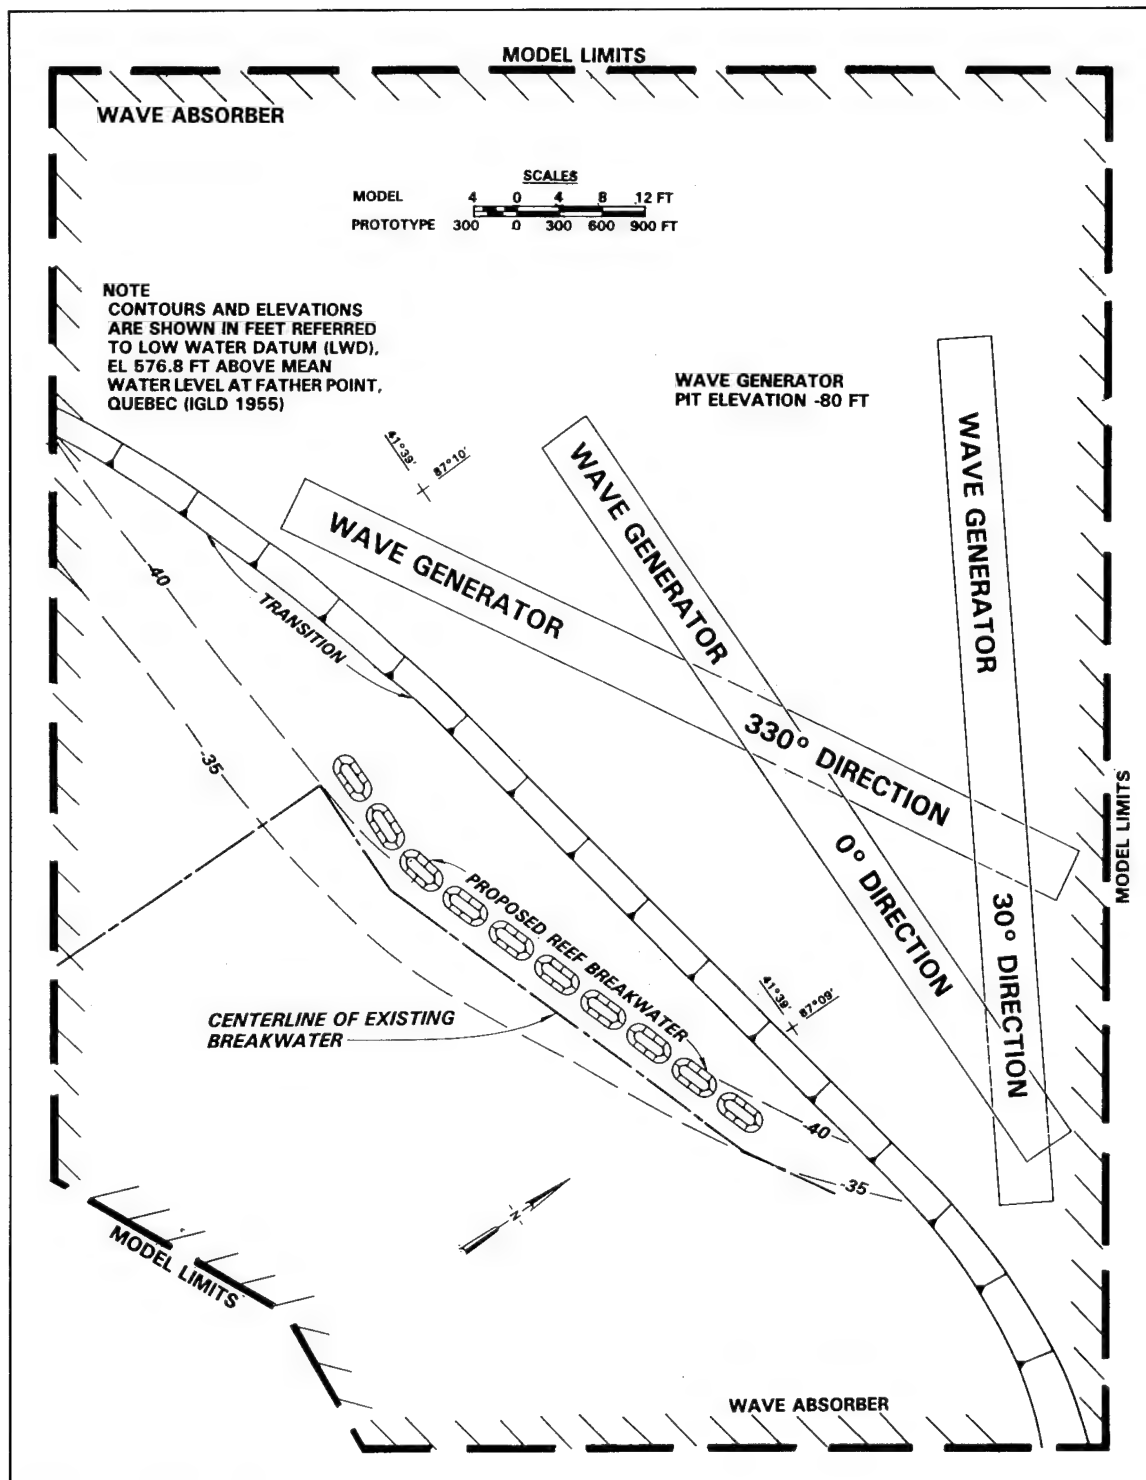 MODEL LIMITS
WAVE ABSORBER
SCALES
MODEL 4 0 4 8 12 FT
PROTOTYPE 300 0 300 600 900 FT
NOTE
CONTOURS AND ELEVATIONS
ARE SHOWN IN FEET REFERRED
TO LOW WATER DATUM (LWD),
EL 576.8 FT ABOVE MEAN
WATER LEVEL AT FATHER POINT,
QUEBEC (IGLD 1955)
WAVE GENERATOR
PIT ELEVATION -80 FT
41°39'
87°10'
WAVE GENERATOR
330° DIRECTION
WAVE GENERATOR
0° DIRECTION
WAVE GENERATOR
30° DIRECTION
-40
TRANSITION
-35
MODEL LIMITS
PROPOSED REEF BREAKWATER
41°39'
87°09'
CENTERLINE OF EXISTING
BREAKWATER
-40
-35
N
MODEL LIMITS
WAVE ABSORBER